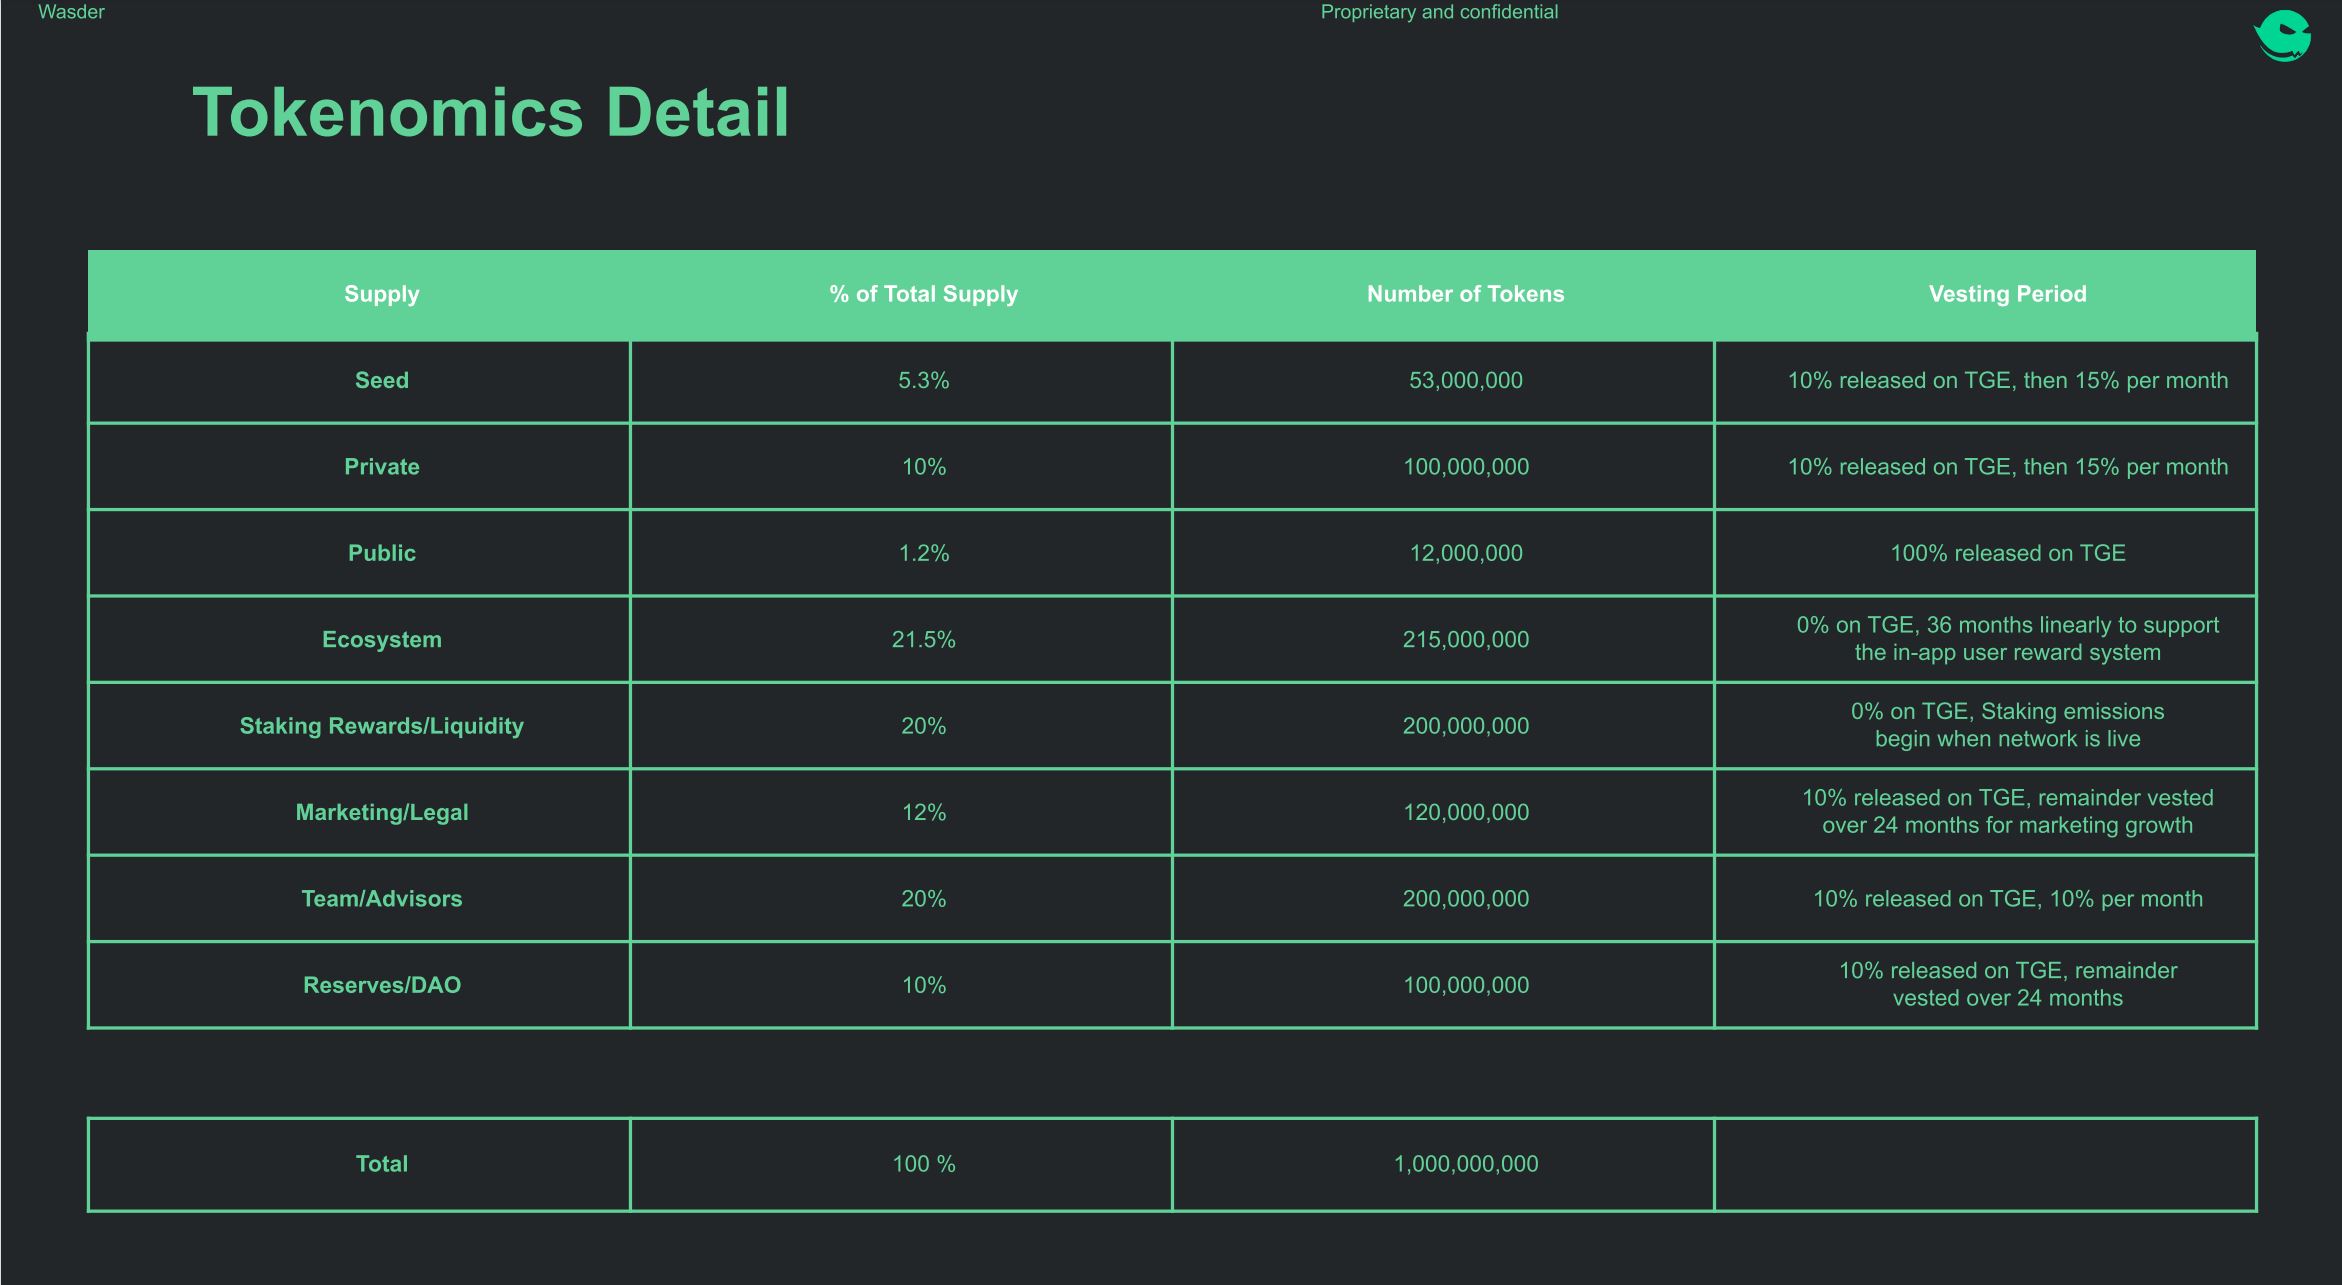 Wasder
Proprietary and confidential
Tokenomics Detail
Supply % of Total Supply Number of Tokens Vesting Period
Seed 5.3% 53,000,000 10% released on TGE, then 15% per month
Private 10% 100,000,000 10% released on TGE, then 15% per month
Public 1.2% 12,000,000 100% released on TGE
Ecosystem 21.5% 215,000,000 0% on TGE, 36 months linearly to support
the in-app user reward system
Staking Rewards/Liquidity 20% 200,000,000 0% on TGE, Staking emissions
begin when network is live
Marketing/Legal 12% 120,000,000 10% released on TGE, remainder vested
over 24 months for marketing growth
Team/Advisors 20% 200,000,000 10% released on TGE, 10% per month
Reserves/DAO 10% 100,000,000 10% released on TGE, remainder
vested over 24 months
Total 100 % 1,000,000,000